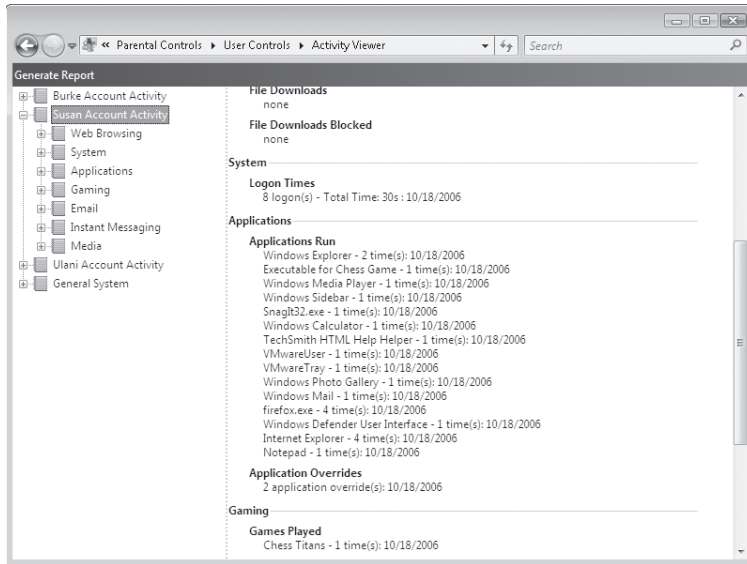 « Parental Controls ▸ User Controls ▸ Activity Viewer
Search
Generate Report
Burke Account Activity
Susan Account Activity
Web Browsing
System
Applications
Gaming
Email
Instant Messaging
Media
Ulani Account Activity
General System
File Downloads
none
File Downloads Blocked
none
System
Logon Times
8 logon(s) - Total Time: 30s : 10/18/2006
Applications
Applications Run
Windows Explorer - 2 time(s): 10/18/2006
Executable for Chess Game - 1 time(s): 10/18/2006
Windows Media Player - 1 time(s): 10/18/2006
Windows Sidebar - 1 time(s): 10/18/2006
SnagIt32.exe - 1 time(s): 10/18/2006
Windows Calculator - 1 time(s): 10/18/2006
TechSmith HTML Help Helper - 1 time(s): 10/18/2006
VMwareUser - 1 time(s): 10/18/2006
VMwareTray - 1 time(s): 10/18/2006
Windows Photo Gallery - 1 time(s): 10/18/2006
Windows Mail - 1 time(s): 10/18/2006
firefox.exe - 4 time(s): 10/18/2006
Windows Defender User Interface - 1 time(s): 10/18/2006
Internet Explorer - 4 time(s): 10/18/2006
Notepad - 1 time(s): 10/18/2006
Application Overrides
2 application override(s): 10/18/2006
Gaming
Games Played
Chess Titans - 1 time(s): 10/18/2006